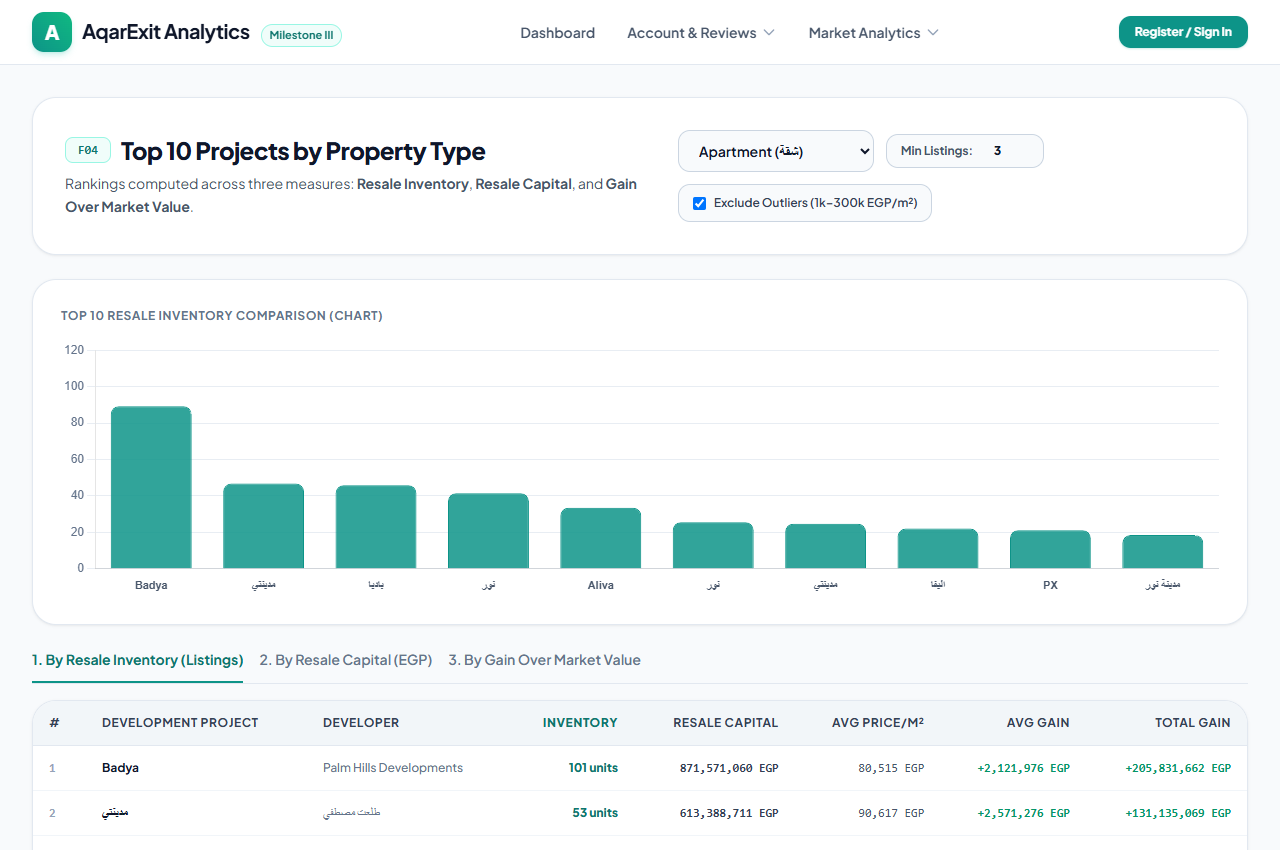 A AqarExit Analytics Milestone III Dashboard Account & Reviews Market Analytics Register / Sign In
F04 Top 10 Projects by Property Type
Rankings computed across three measures: Resale Inventory, Resale Capital, and Gain
Over Market Value.
Apartment (شقة) Min Listings: 3
Exclude Outliers (1k–300k EGP/m²)
TOP 10 RESALE INVENTORY COMPARISON (CHART)
120
100
80
60
40
20
0
Badya مدينتي باديا نور Aliva نور مدينتي اليفا PX مدينة نور
1. By Resale Inventory (Listings) 2. By Resale Capital (EGP) 3. By Gain Over Market Value
# DEVELOPMENT PROJECT DEVELOPER INVENTORY RESALE CAPITAL AVG PRICE/M² AVG GAIN TOTAL GAIN
1 Badya Palm Hills Developments 101 units 871,571,060 EGP 80,515 EGP +2,121,976 EGP +205,831,662 EGP
2 مدينتي طلعت مصطفي 53 units 613,388,711 EGP 90,617 EGP +2,571,276 EGP +131,135,069 EGP